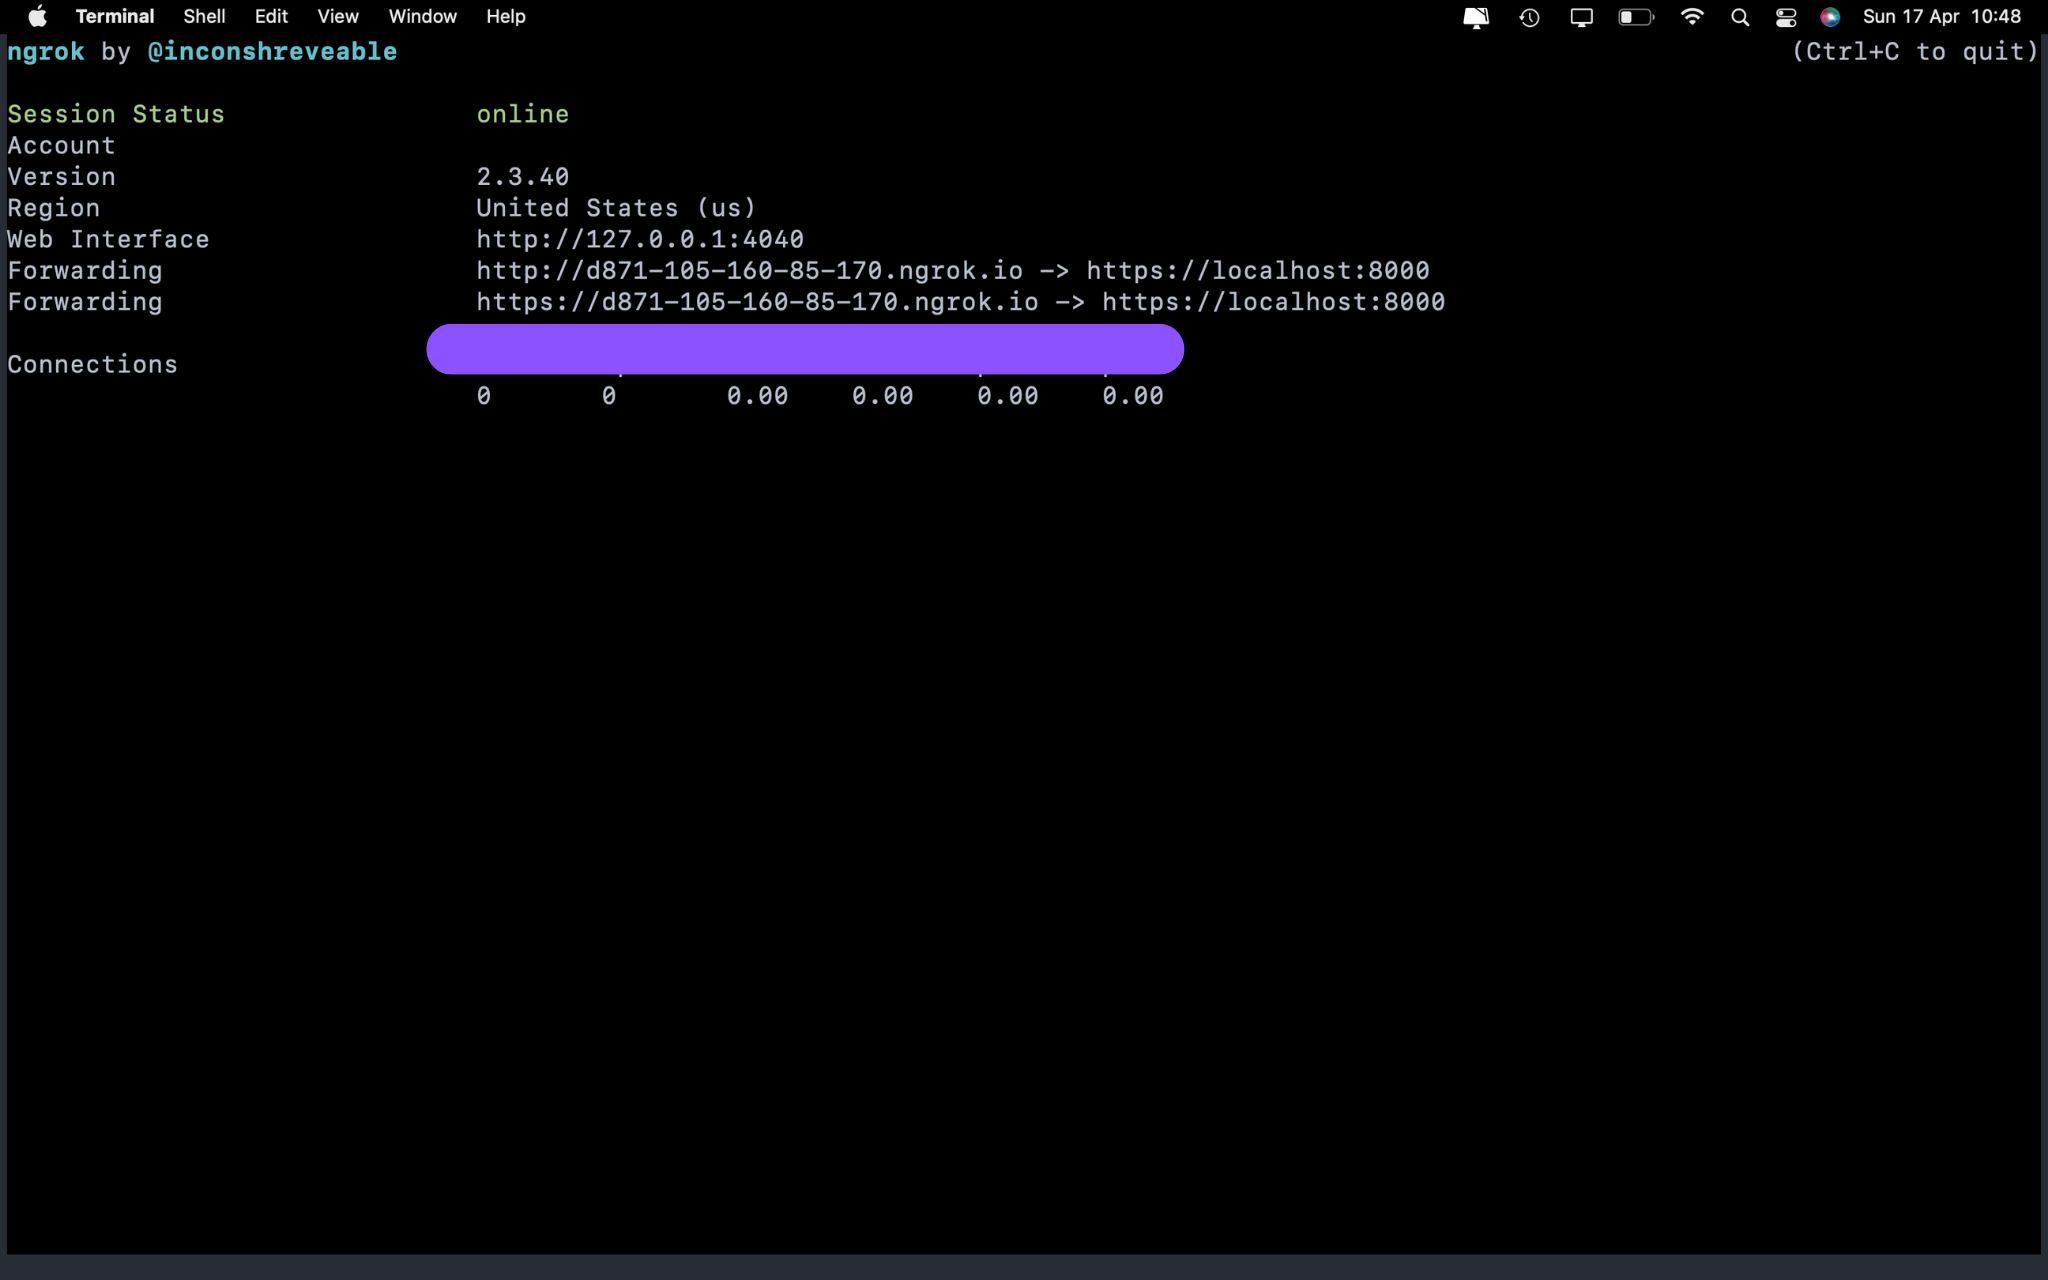 Terminal Shell Edit View Window Help Sun 17 Apr 10:48
ngrok by @inconshreveable (Ctrl+C to quit)
Session Status online
Account
Version 2.3.40
Region United States (us)
Web Interface http://127.0.0.1:4040
Forwarding http://d871-105-160-85-170.ngrok.io -> https://localhost:8000
Forwarding https://d871-105-160-85-170.ngrok.io -> https://localhost:8000
Connections
0 0 0.00 0.00 0.00 0.00